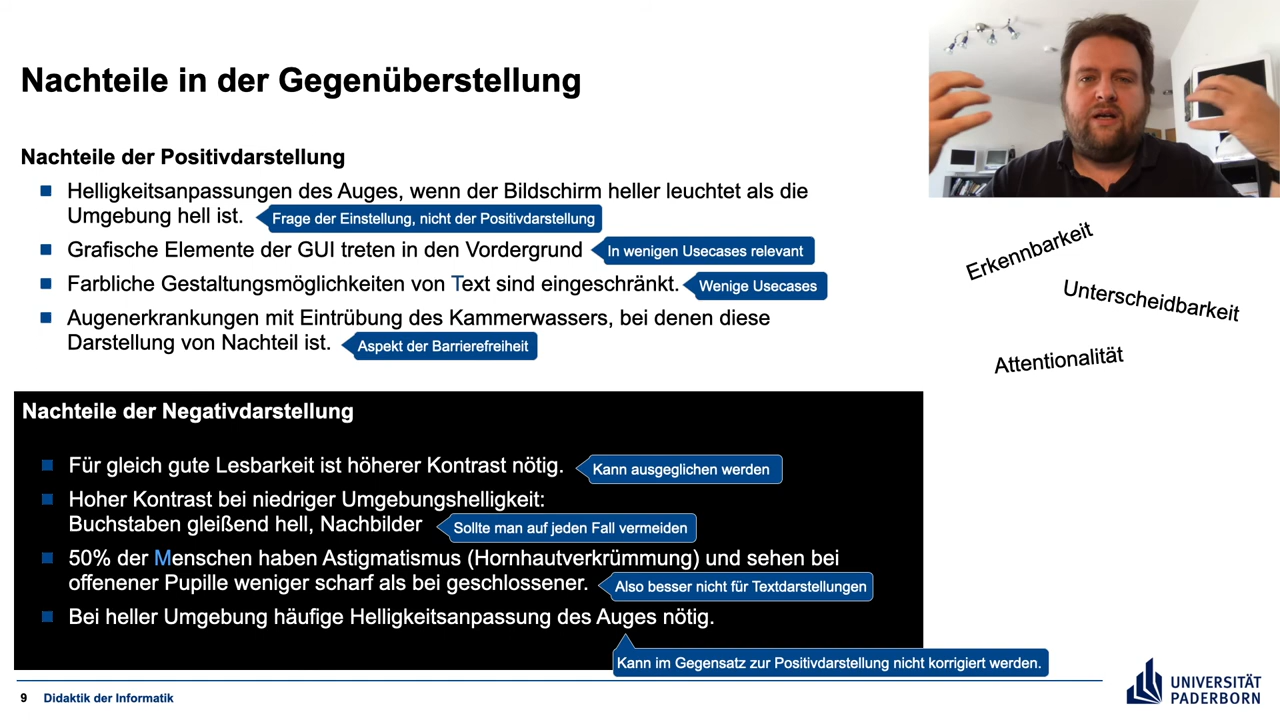 Nachteile in der Gegenüberstellung
Nachteile der Positivdarstellung
Helligkeitsanpassungen des Auges, wenn der Bildschirm heller leuchtet als die
Umgebung hell ist.
Frage der Einstellung, nicht der Positivdarstellung
Grafische Elemente der GUI treten in den Vordergrund
In wenigen Usecases relevant
Farbliche Gestaltungsmöglichkeiten von Text sind eingeschränkt.
Wenige Usecases
Augenerkrankungen mit Eintrübung des Kammerwassers, bei denen diese
Darstellung von Nachteil ist.
Aspekt der Barrierefreiheit
Erkennbarkeit
Unterscheidbarkeit
Attentionalität
Nachteile der Negativdarstellung
Für gleich gute Lesbarkeit ist höherer Kontrast nötig.
Kann ausgeglichen werden
Hoher Kontrast bei niedriger Umgebungshelligkeit:
Buchstaben gleißend hell, Nachbilder
Sollte man auf jeden Fall vermeiden
50% der Menschen haben Astigmatismus (Hornhautverkrümmung) und sehen bei
offenener Pupille weniger scharf als bei geschlossener.
Also besser nicht für Textdarstellungen
Bei heller Umgebung häufige Helligkeitsanpassung des Auges nötig.
Kann im Gegensatz zur Positivdarstellung nicht korrigiert werden.
9 Didaktik der Informatik
UNIVERSITÄT
PADERBORN